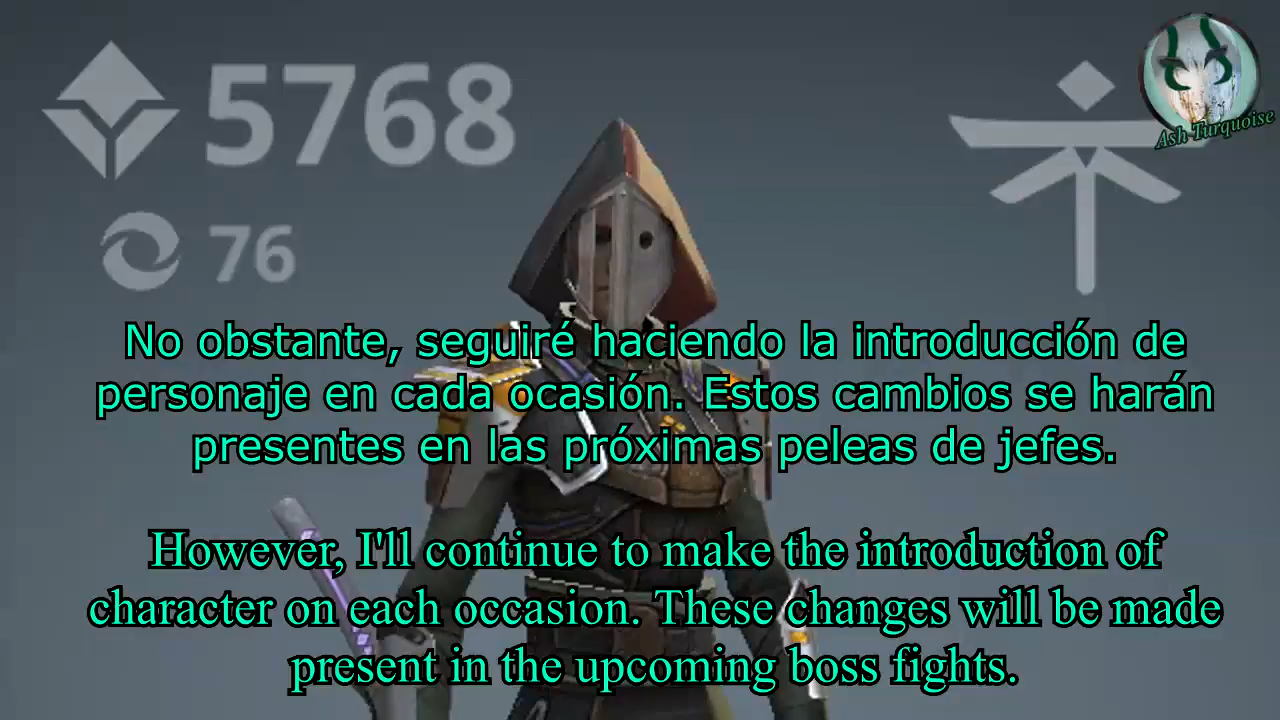 5768
76
Ash Turquoise
No obstante, seguiré haciendo la introducción de
personaje en cada ocasión. Estos cambios se harán
presentes en las próximas peleas de jefes.
However, I'll continue to make the introduction of
character on each occasion. These changes will be made
present in the upcoming boss fights.